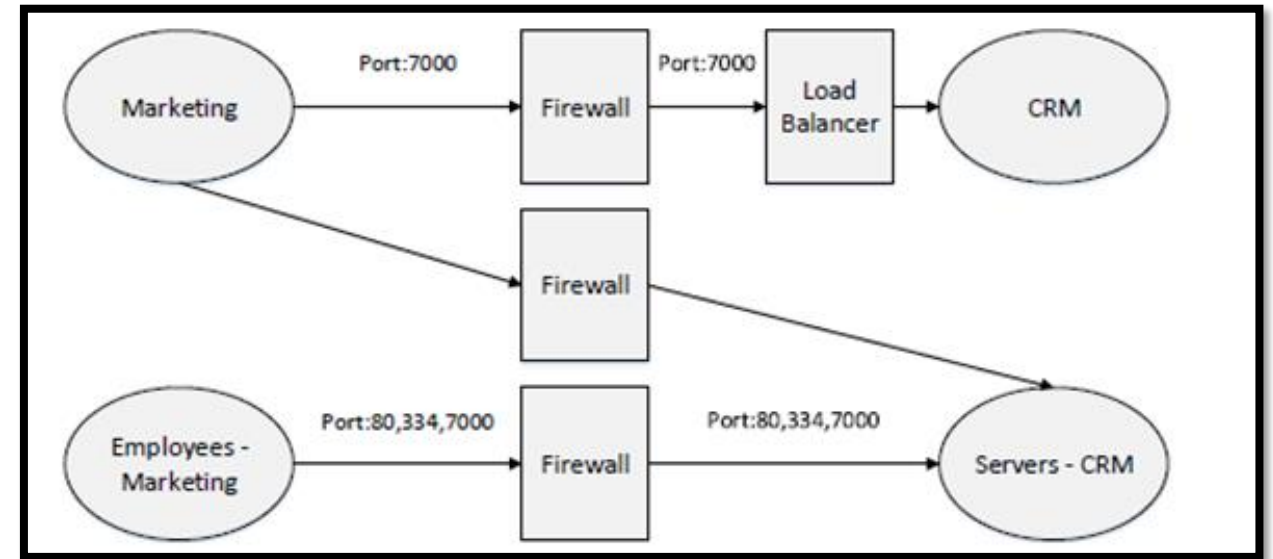 Port:7000
Port:7000
Marketing
Firewall
Load
Balancer
CRM
Firewall
Port:80,334,7000
Port:80,334,7000
Employees -
Marketing
Firewall
Servers - CRM